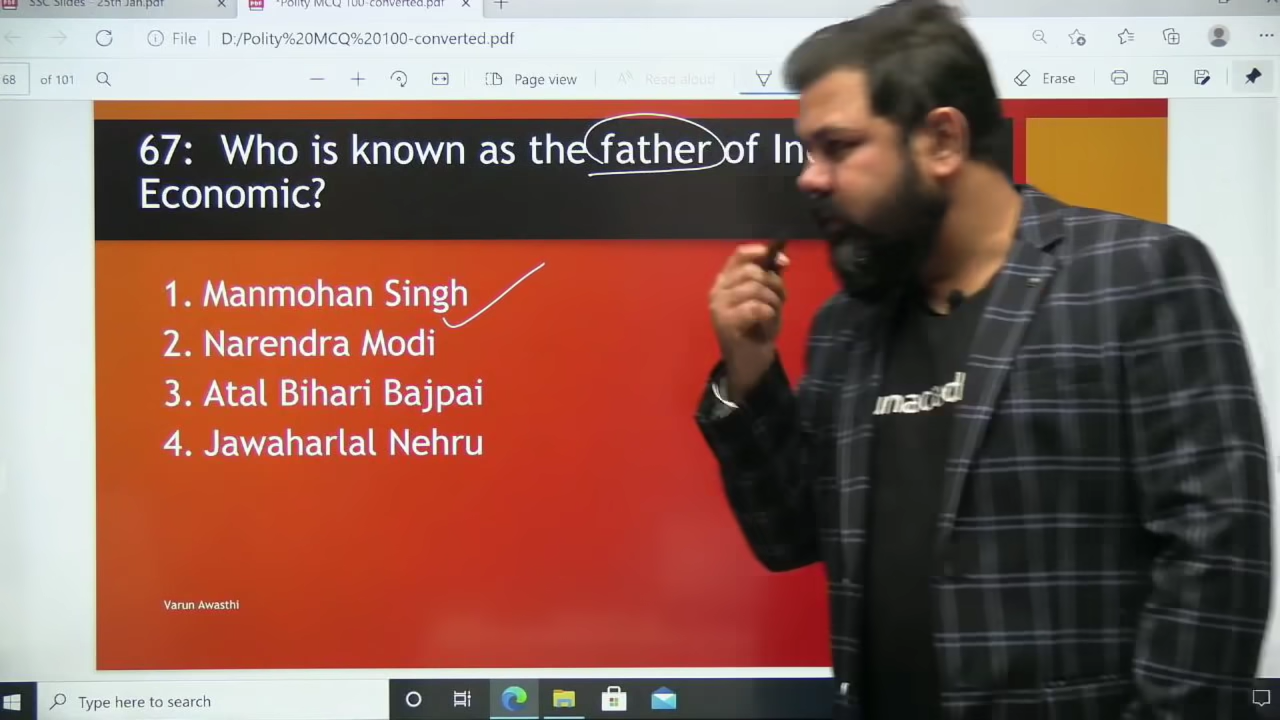 SSC Slides - 25th Jan.pdf
*Polity MCQ 100-converted.pdf
File D:/Polity%20MCQ%20100-converted.pdf
68 of 101
Page view
Read aloud
Erase
67: Who is known as the father of
Economic?
1. Manmohan Singh
2. Narendra Modi
3. Atal Bihari Bajpai
4. Jawaharlal Nehru
Varun Awasthi
Type here to search